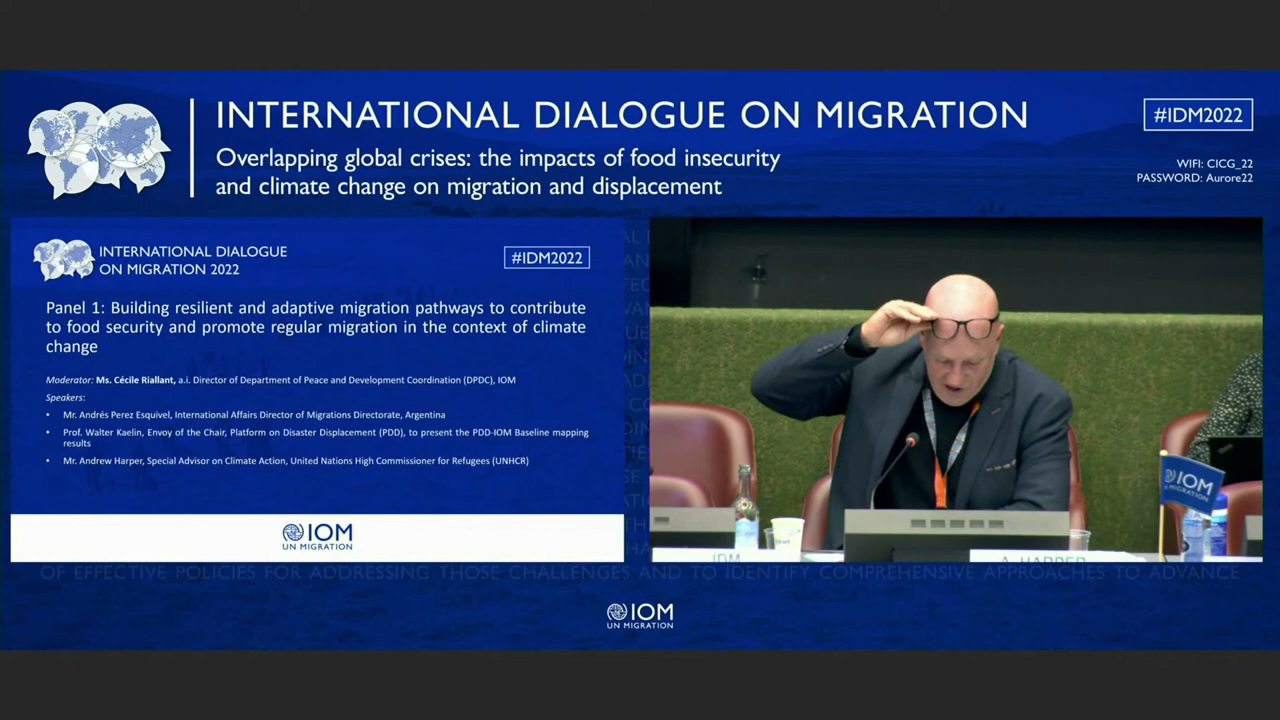 INTERNATIONAL DIALOGUE ON MIGRATION
Overlapping global crises: the impacts of food insecurity
and climate change on migration and displacement
#IDM2022
WIFI: CICG_22
PASSWORD: Aurore22
INTERNATIONAL DIALOGUE
ON MIGRATION 2022
#IDM2022
Panel 1: Building resilient and adaptive migration pathways to contribute
to food security and promote regular migration in the context of climate
change
Moderator: Ms. Cécile Riallant, a.i. Director of Department of Peace and Development Coordination (DPDC), IOM
Speakers:
• Mr. Andrés Perez Esquivel, International Affairs Director of Migrations Directorate, Argentina
• Prof. Walter Kaelin, Envoy of the Chair, Platform on Disaster Displacement (PDD), to present the PDD-IOM Baseline mapping
results
• Mr. Andrew Harper, Special Advisor on Climate Action, United Nations High Commissioner for Refugees (UNHCR)
IOM
UN MIGRATION
IOM
MIGRATION
IDM
A. HARPER
OF EFFECTIVE POLICIES FOR ADDRESSING THOSE CHALLENGES AND TO IDENTIFY COMPREHENSIVE APPROACHES TO ADVANCE
IOM
UN MIGRATION